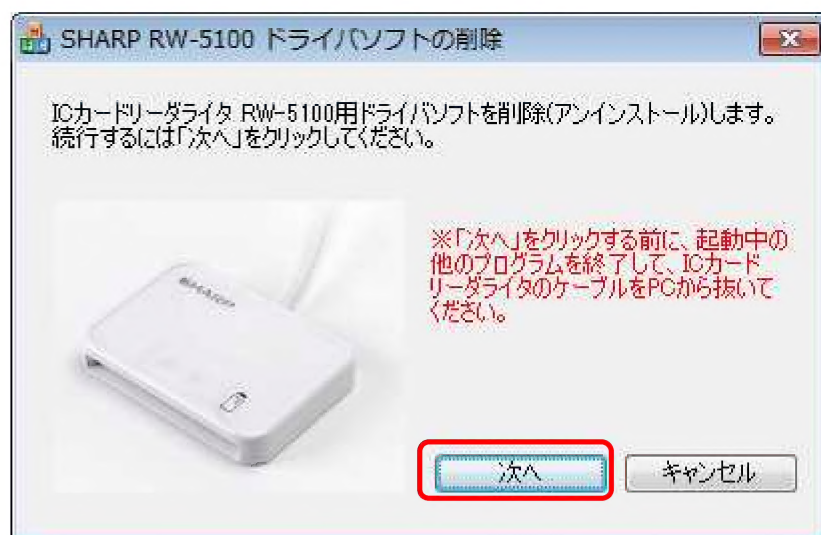 SHARP RW-5100 ドライバソフトの削除
ICカードリーダライタ RW-5100用ドライバソフトを削除(アンインストール)します。
続行するには「次へ」をクリックしてください。
※「次へ」をクリックする前に、起動中の
他のプログラムを終了して、ICカード
リーダライタのケーブルをPCから抜いて
ください。
SHARP
次へ
キャンセル